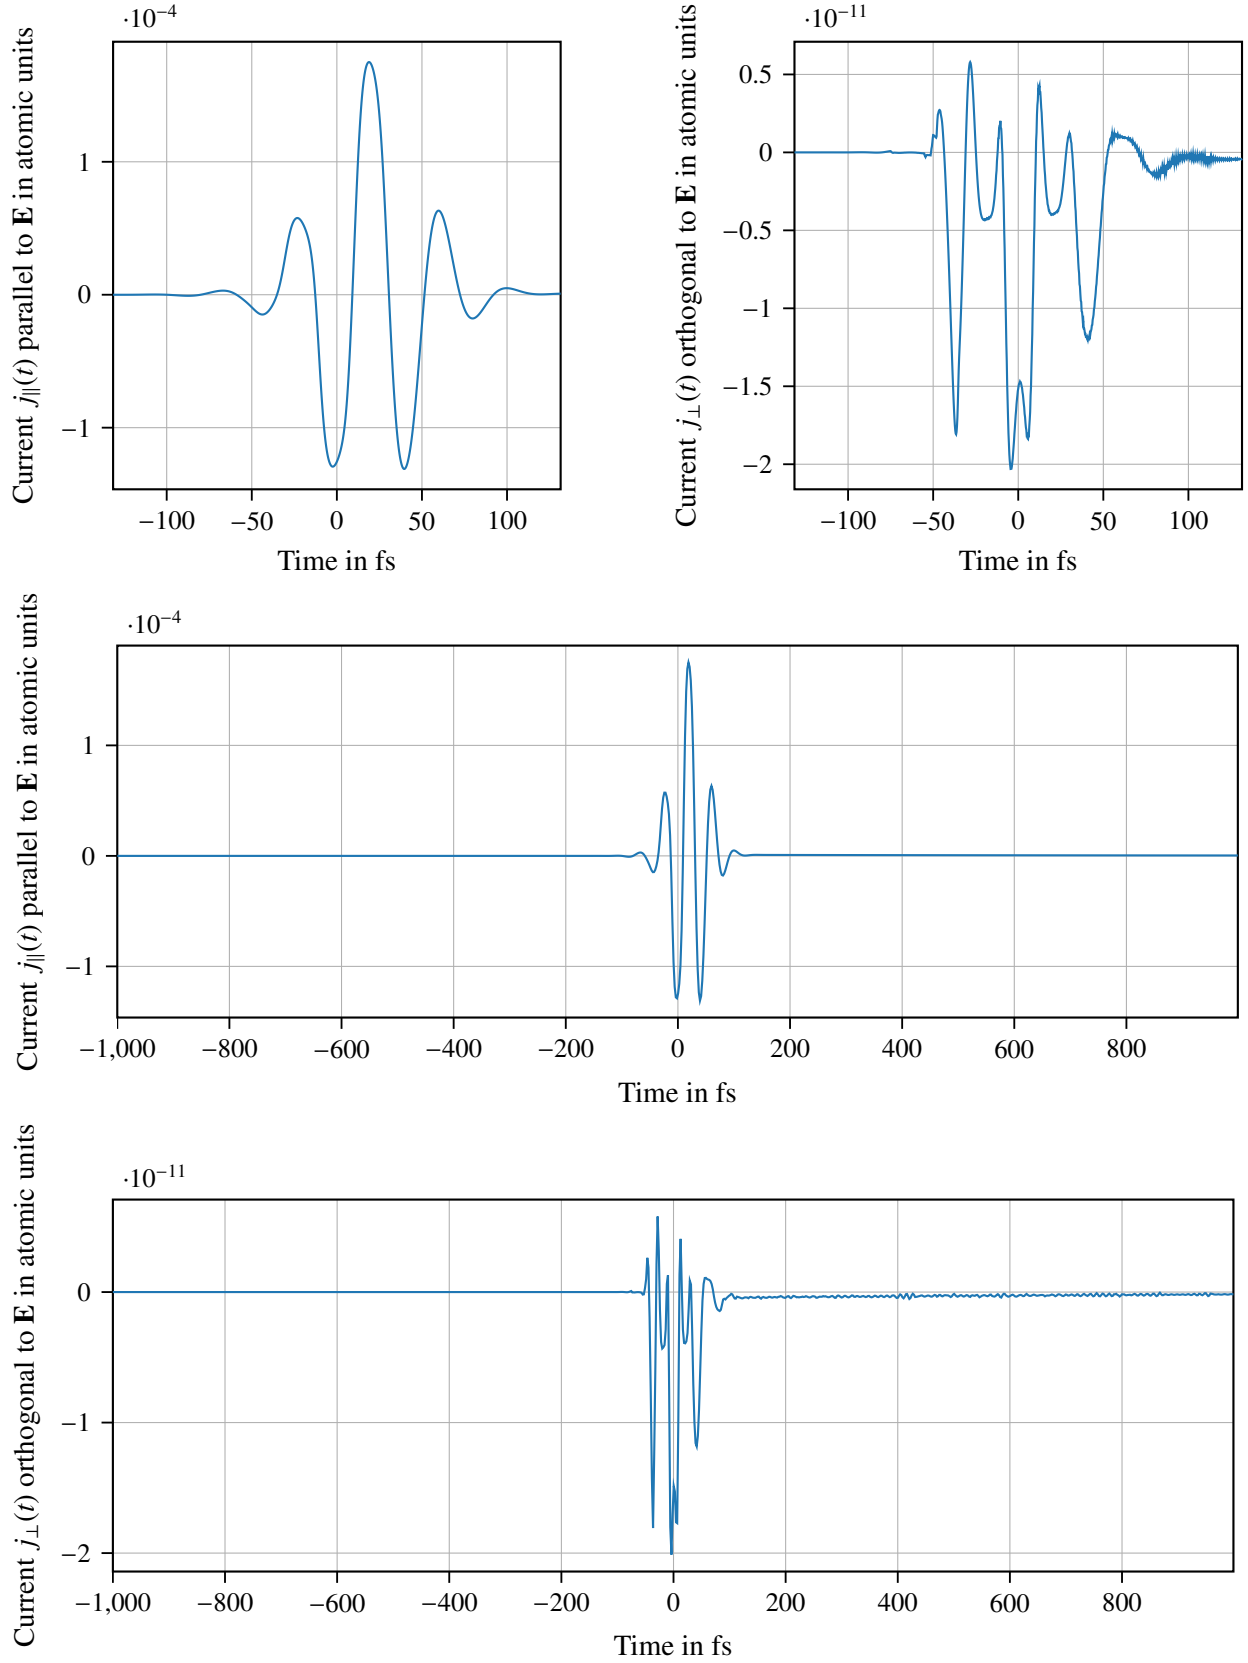 ·10−4
Current j∥(t) parallel to E in atomic units
1
0
−1
−100 −50 0 50 100
Time in fs
·10−11
Current j⊥(t) orthogonal to E in atomic units
0.5
0
−0.5
−1
−1.5
−2
−100 −50 0 50 100
Time in fs
·10−4
Current j∥(t) parallel to E in atomic units
1
0
−1
−1,000 −800 −600 −400 −200 0 200 400 600 800
Time in fs
·10−11
Current j⊥(t) orthogonal to E in atomic units
0
−1
−2
−1,000 −800 −600 −400 −200 0 200 400 600 800
Time in fs